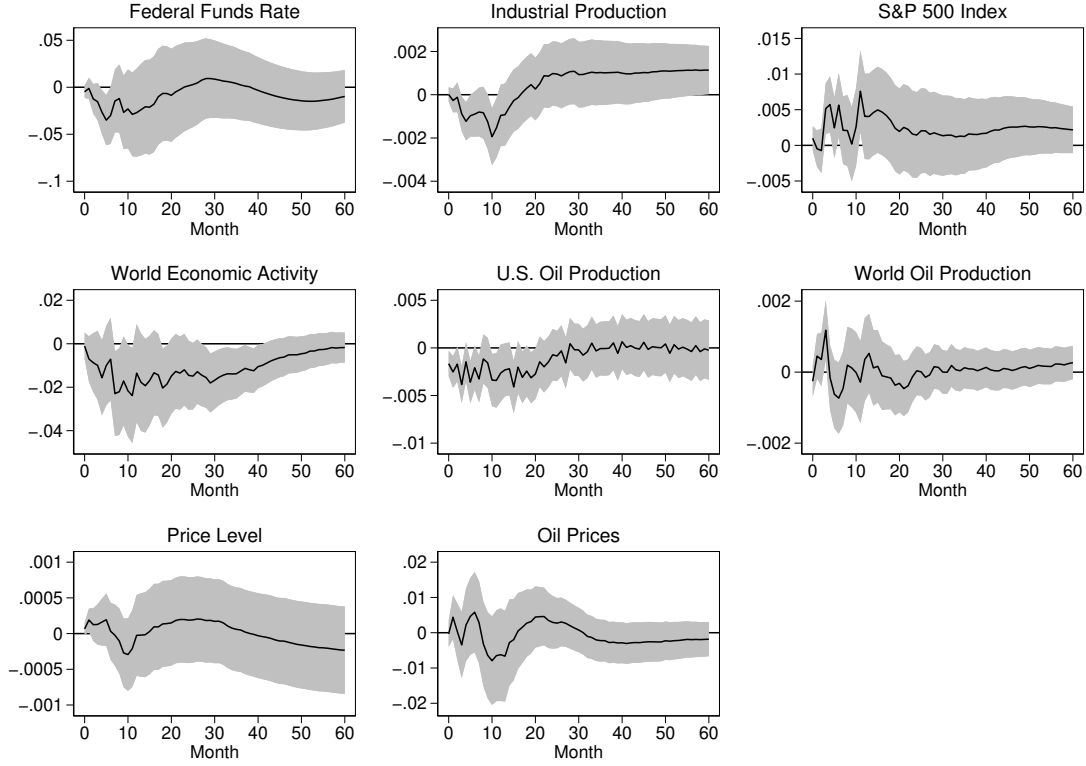 Federal Funds Rate
.05
0
−.05
−.1
0 10 20 30 40 50 60
Month
Industrial Production
.002
0
−.002
−.004
0 10 20 30 40 50 60
Month
S&P 500 Index
.015
.010
.005
0
−.005
0 10 20 30 40 50 60
Month
World Economic Activity
.02
0
−.02
−.04
0 10 20 30 40 50 60
Month
U.S. Oil Production
.005
0
−.005
−.01
0 10 20 30 40 50 60
Month
World Oil Production
.002
0
−.002
0 10 20 30 40 50 60
Month
Price Level
.001
.0005
0
−.0005
−.001
0 10 20 30 40 50 60
Month
Oil Prices
.02
.01
0
−.01
−.02
0 10 20 30 40 50 60
Month